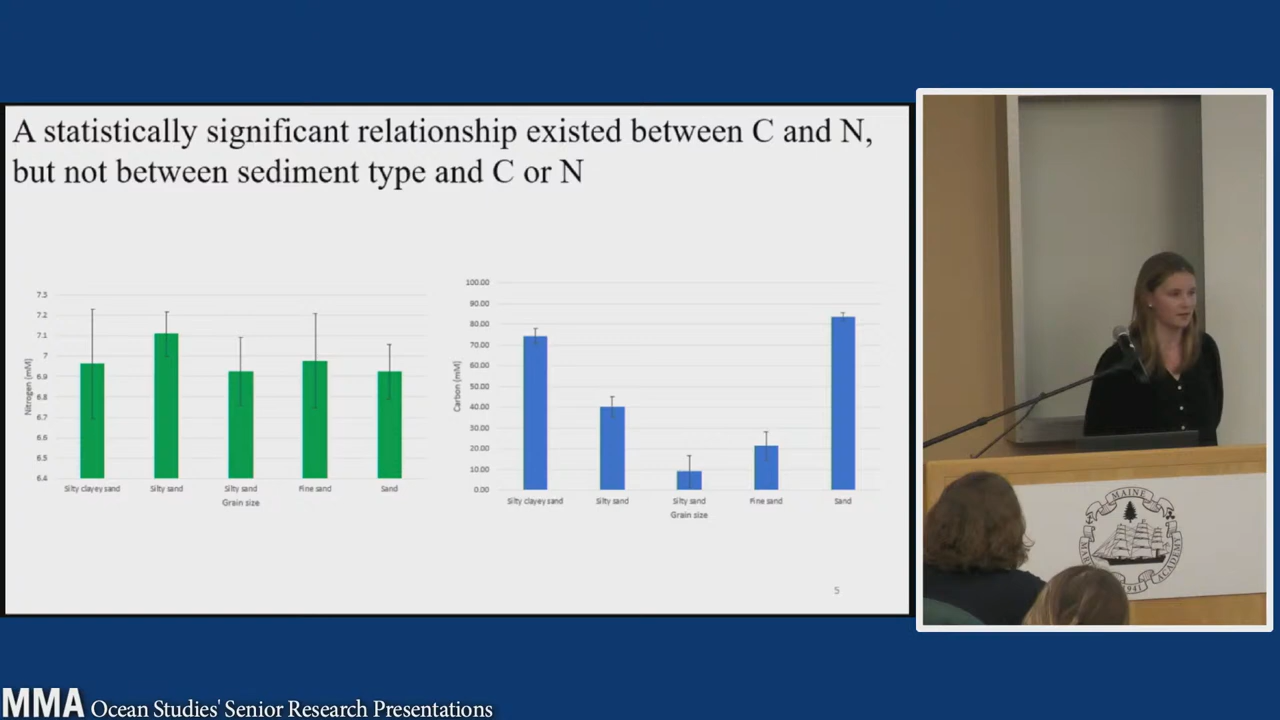 A statistically significant relationship existed between C and N,
but not between sediment type and C or N
7.3
7.2
7.1
7
6.9
6.8
6.7
6.6
6.5
6.4
Nitrogen (mM)
Silty clayey sand
Silty sand
Silty sand
Fine sand
Sand
Grain size
100.00
90.00
80.00
70.00
60.00
50.00
40.00
30.00
20.00
10.00
0.00
Carbon (mM)
Silty clayey sand
Silty sand
Silty sand
Fine sand
Sand
Grain size
5
MAINE
ACADEMY
1941
MMA Ocean Studies' Senior Research Presentations